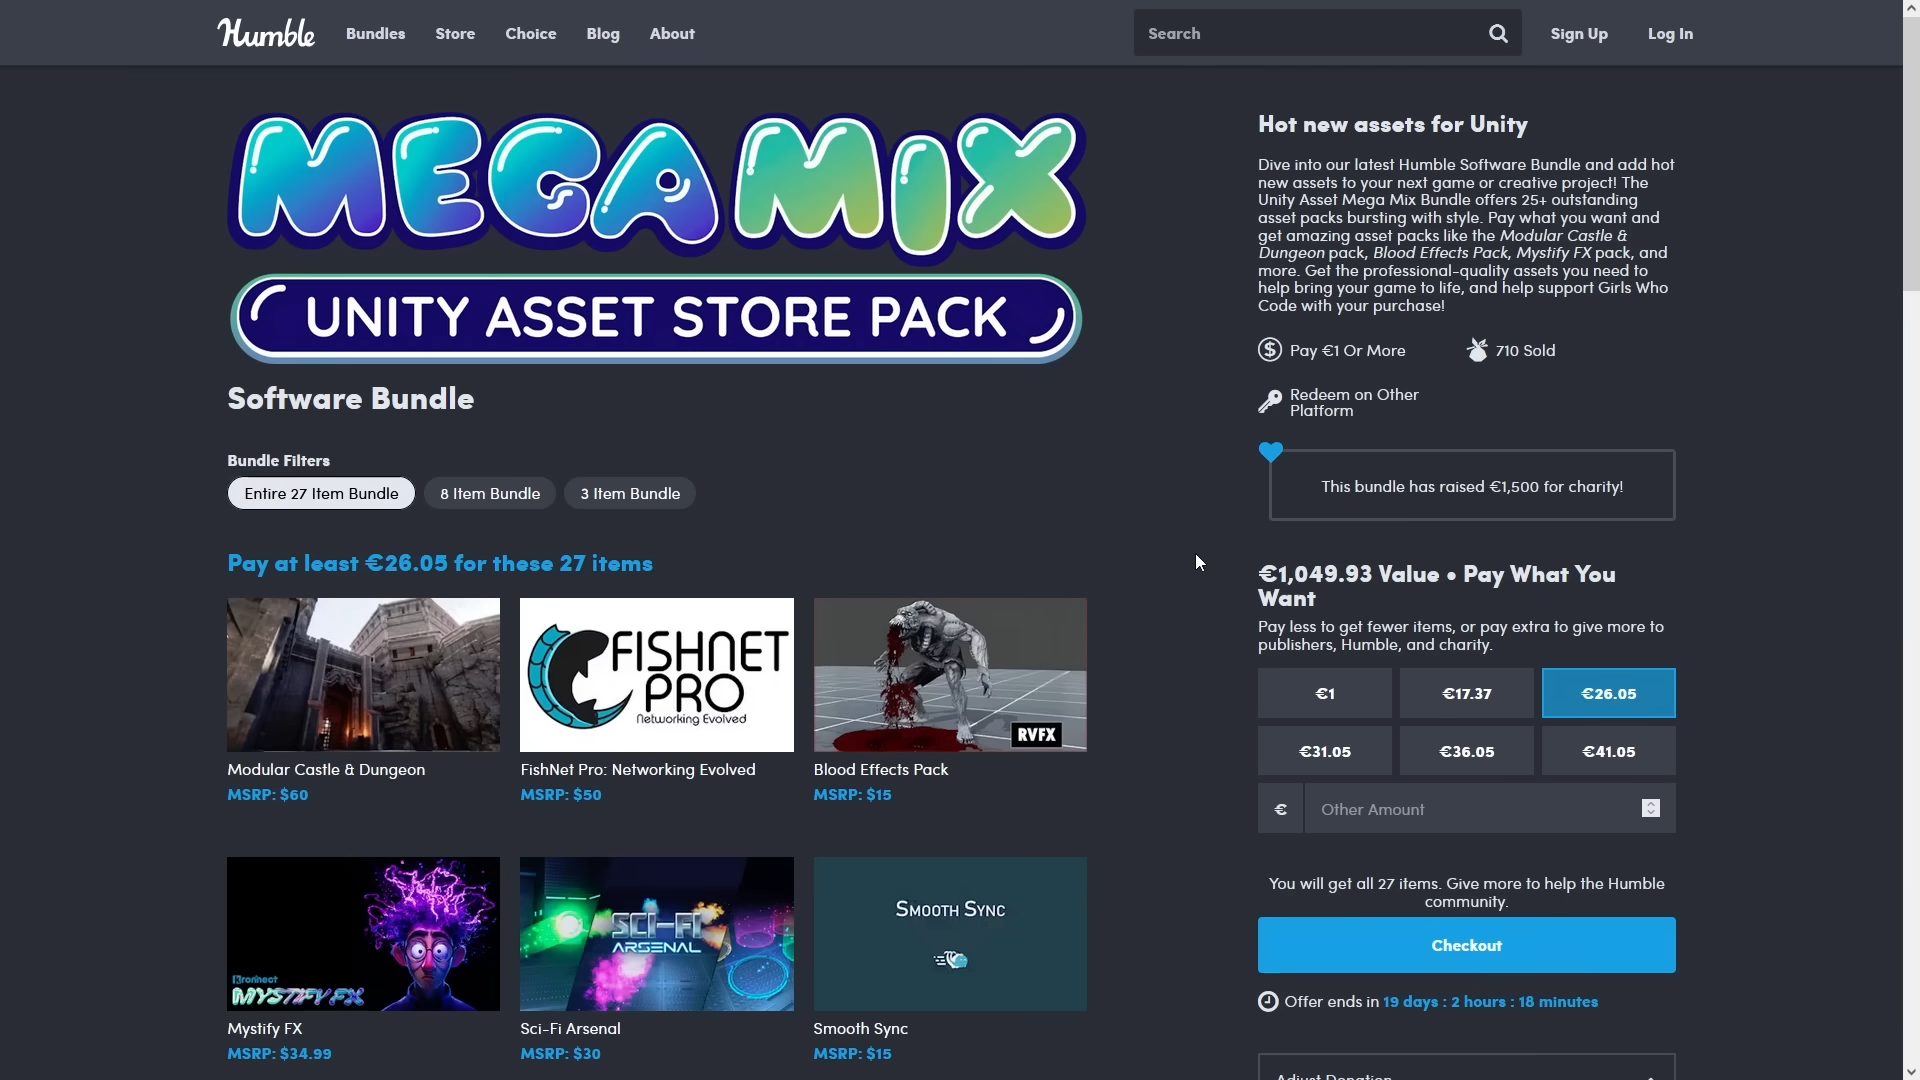 Humble
Bundles
Store
Choice
Blog
About
Search
Sign Up
Log In
MEGA MiX
UNITY ASSET STORE PACK
Software Bundle
Bundle Filters
Entire 27 Item Bundle
8 Item Bundle
3 Item Bundle
Pay at least €26.05 for these 27 items
FISHNET
PRO
Networking Evolved
RVFX
Modular Castle & Dungeon
MSRP: $60
FishNet Pro: Networking Evolved
MSRP: $50
Blood Effects Pack
MSRP: $15
Kronnect
MYSTIFY FX
SCI-FI
ARSENAL
SMOOTH SYNC
Mystify FX
MSRP: $34.99
Sci-Fi Arsenal
MSRP: $30
Smooth Sync
MSRP: $15
Hot new assets for Unity
Dive into our latest Humble Software Bundle and add hot
new assets to your next game or creative project! The
Unity Asset Mega Mix Bundle offers 25+ outstanding
asset packs bursting with style. Pay what you want and
get amazing asset packs like the Modular Castle &
Dungeon pack, Blood Effects Pack, Mystify FX pack, and
more. Get the professional-quality assets you need to
help bring your game to life, and help support Girls Who
Code with your purchase!
Pay €1 Or More
710 Sold
Redeem on Other
Platform
This bundle has raised €1,500 for charity!
€1,049.93 Value • Pay What You
Want
Pay less to get fewer items, or pay extra to give more to
publishers, Humble, and charity.
€1
€17.37
€26.05
€31.05
€36.05
€41.05
€
Other Amount
You will get all 27 items. Give more to help the Humble
community.
Checkout
Offer ends in 19 days : 2 hours : 18 minutes
Adjust Donation